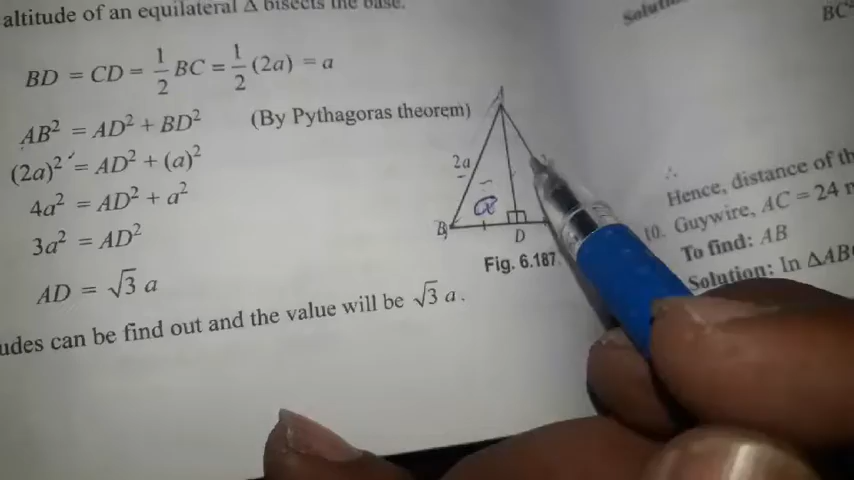 altitude of an equilateral Δ bisects the base.
BD = CD = 1/2 BC = 1/2 (2a) = a
AB² = AD² + BD² (By Pythagoras theorem)
(2a)² = AD² + (a)²
4a² = AD² + a²
3a² = AD²
AD = √3 a
udes can be find out and the value will be √3 a.
A
2a
B
D
Fig. 6.187
BC
Hence, distance of th
10. Guywire, AC = 24
To find: AB
Solution: In ΔAB